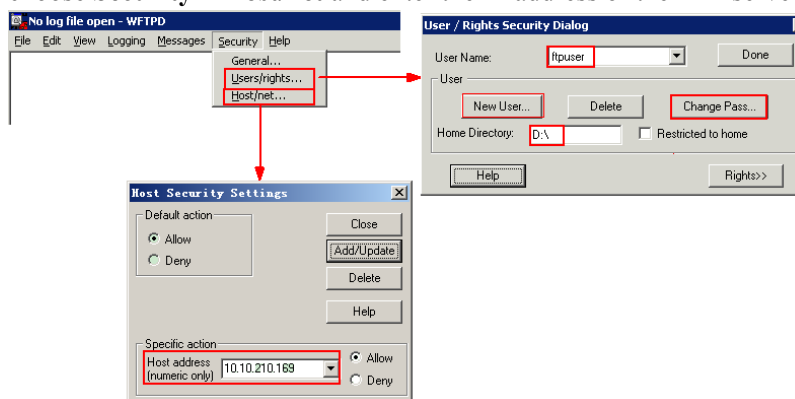 No log file open - WFTPD
File Edit View Logging Messages Security Help
General...
Users/rights...
Host/net...
User / Rights Security Dialog
User Name: ftpuser Done
User
New User... Delete Change Pass...
Home Directory: D:\ Restricted to home
Help Rights>>
Host Security Settings
Default action
Allow
Deny
Close
Add/Update
Delete
Help
Specific action
Host address
(numeric only)
10.10.210.169
Allow
Deny